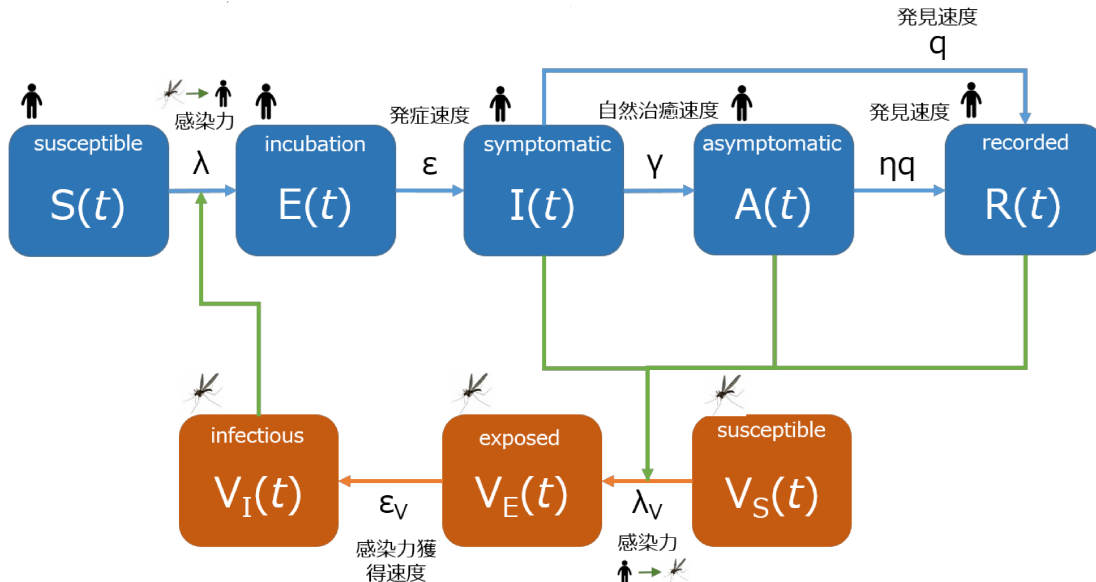 発見速度
q
感染力
発症速度
自然治癒速度
発見速度
susceptible
S(t)
λ
incubation
E(t)
ε
symptomatic
I(t)
γ
asymptomatic
A(t)
ηq
recorded
R(t)
infectious
V_I(t)
ε_V
感染力獲
得速度
exposed
V_E(t)
λ_V
感染力
susceptible
V_S(t)